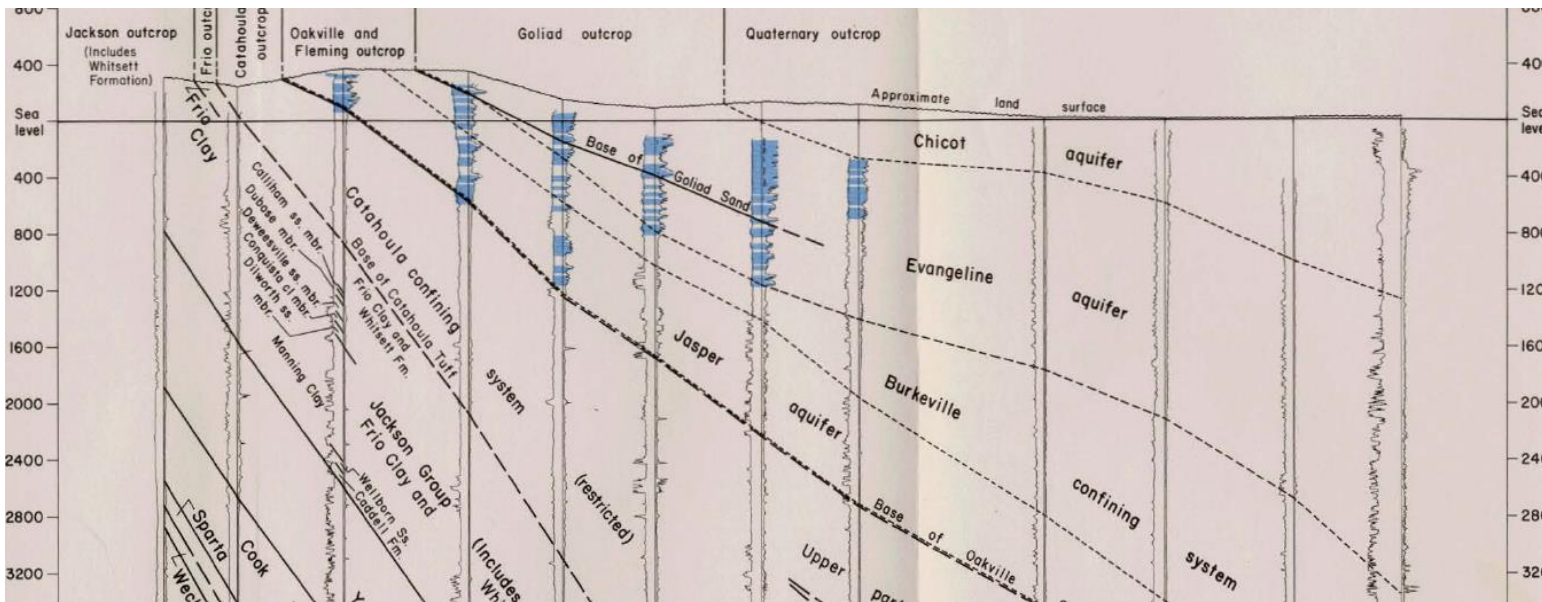 Jackson outcrop
(Includes
Whitsett
Formation)
Frio outc
Catahoula
outcrop
Oakville and
Fleming outcrop
Goliad outcrop
Quaternary outcrop
400
Sea
level
400
800
1200
1600
2000
2400
2800
3200
Approximate land surface
Frio Clay
Calliham ss. mbr.
Dubose mbr.
Deweesville ss. mbr.
Conquista cl mbr.
Dilworth ss.
mbr.
Manning Clay
Catahoula confining
system
(restricted)
Base of Catahoula Tuff
Frio Clay and
Whitsett Fm.
Jackson Group
Frio Clay and
(Includes
Wellborn Ss.
Caddell Fm.
Sparta
Cook
Base of
Goliad Sand
Chicot aquifer
Evangeline
aquifer
Jasper
aquifer
Burkeville
confining
system
Base of Oakville
Upper
part